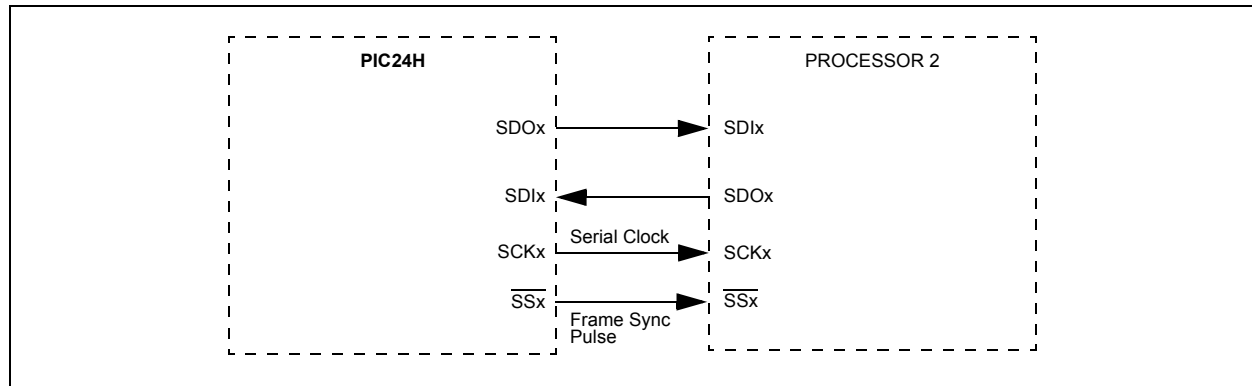 PIC24H
PROCESSOR 2
SDOx
SDIx
SDIx
SDOx
SCKx
Serial Clock
SCKx
SSx
Frame Sync
Pulse
SSx